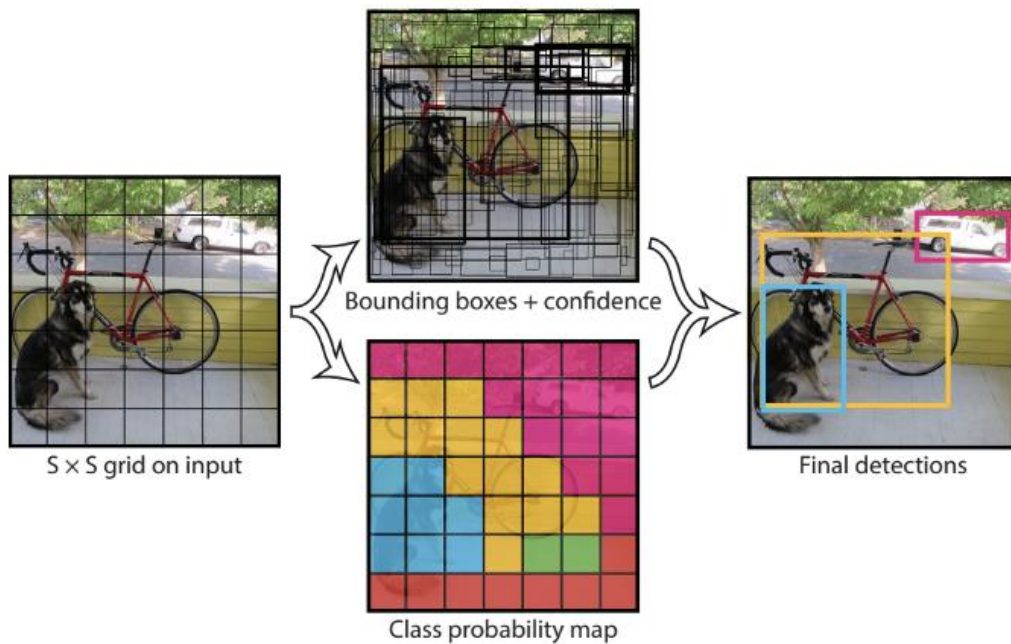 Bounding boxes + confidence
S × S grid on input
Final detections
Class probability map